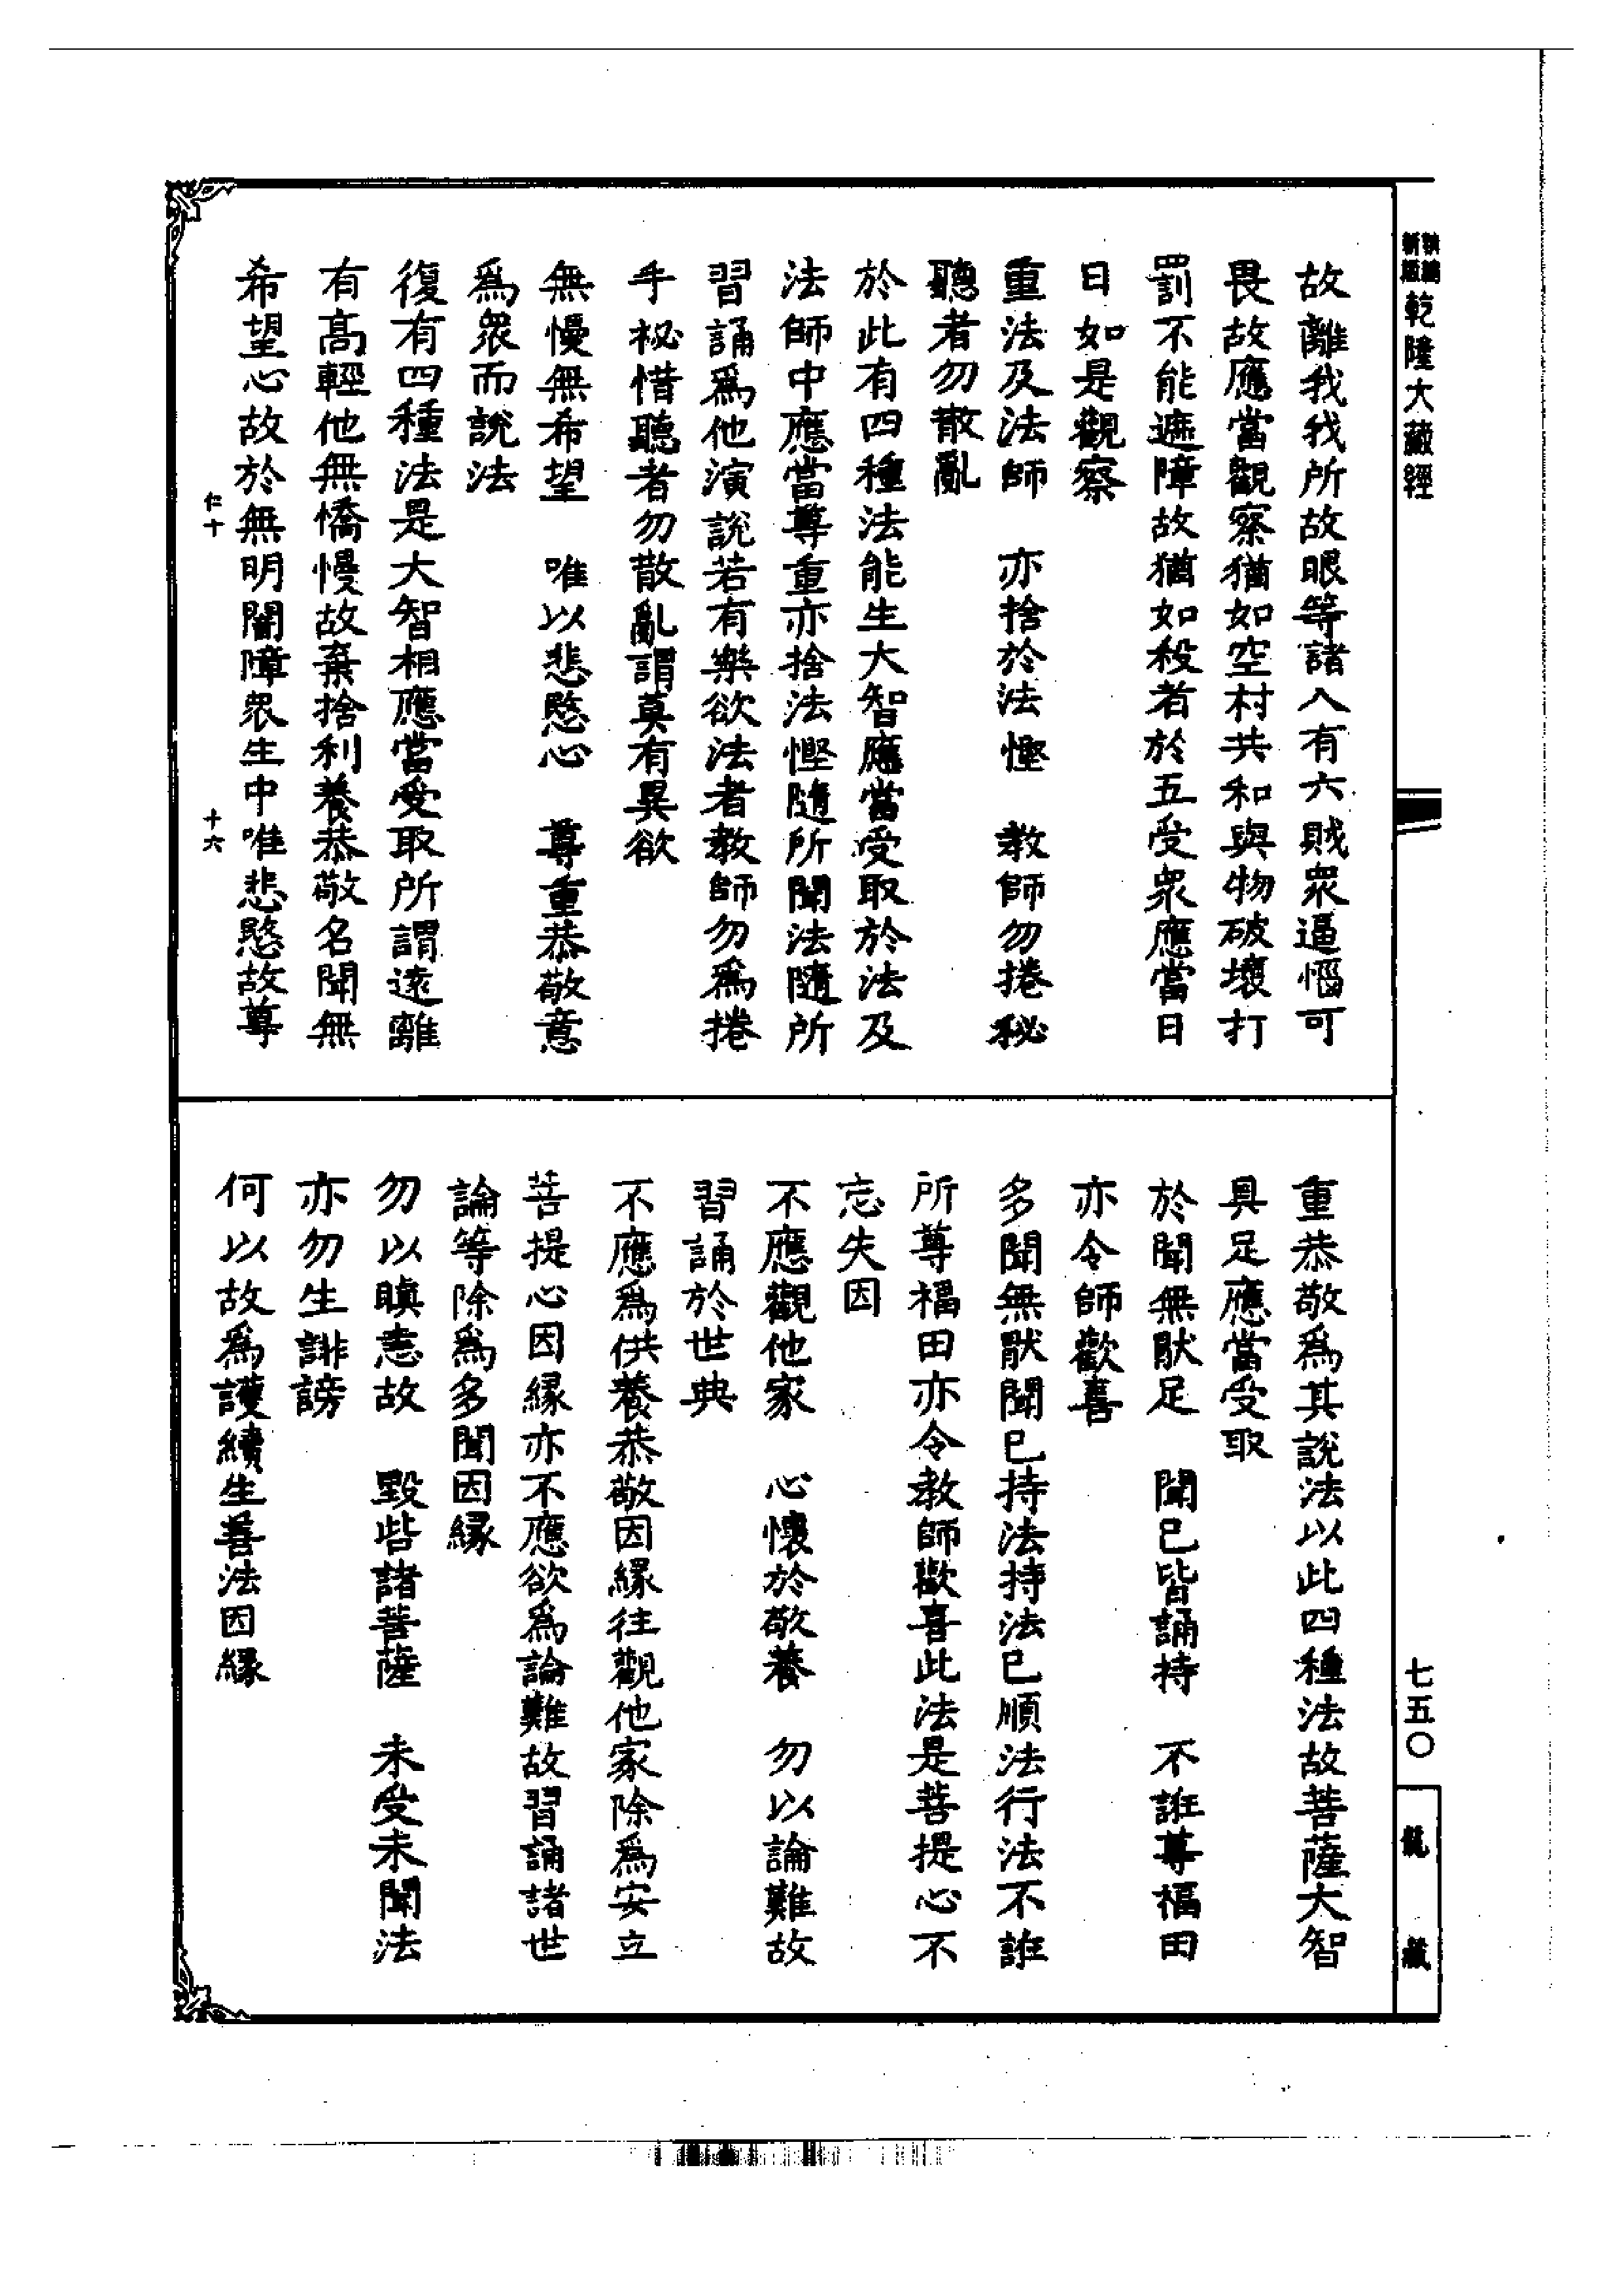 乾隆大藏經
故離我我所故眼等諸入有六賊衆逼惱可
畏故應當觀察猶如空村共和與物破壞打
罰不能遮障故猶如殺者於五受衆應當日
日如是觀察
重法及法師　亦捨於法慳　教師勿捲秘
聽者勿散亂
於此有四種法能生大智應當受取於法及
法師中應當尊重亦捨法慳隨所聞法隨所
習誦爲他演說若有樂欲法者教師勿爲捲
手祕惜聽者勿散亂謂莫有異欲
無慢無希望　唯以悲愍心　尊重恭敬意
爲衆而說法
復有四種法是大智相應當受取所謂遠離
有高輕他無憍慢故棄捨利養恭敬名聞無
希望心故於無明闇障衆生中唯悲愍故尊
仁十　十六
重恭敬爲其說法以此四種法故菩薩大智
具足應當受取
於聞無猒足　聞已皆誦持　不誑尊福田
亦令師歡喜
多聞無猒聞已持法持法已順法行法不誑
所尊福田亦令教師歡喜此法是菩提心不
忘失因
不應觀他家　心懷於敬養　勿以論難故
習誦於世典
不應爲供養恭敬因緣往觀他家除爲安立
菩提心因緣亦不應欲爲論難故習誦諸世
論等除爲多聞因緣
勿以瞋恚故　毀呰諸菩薩　未受未聞法
亦勿生誹謗
何以故爲護續生善法因緣
七五〇
龍藏